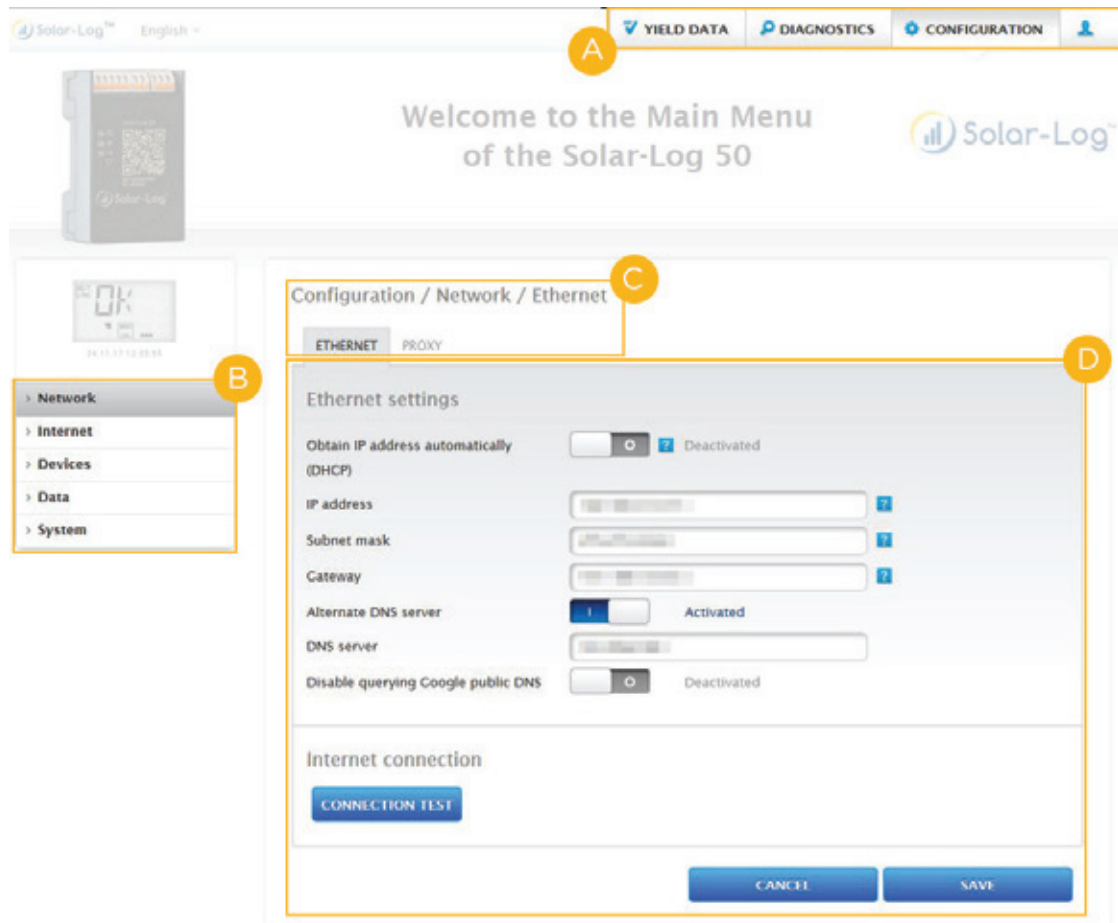 Solar-Log™ English
YIELD DATA DIAGNOSTICS CONFIGURATION
A
Welcome to the Main Menu
of the Solar-Log 50
Solar-Log™
Solar-Log
OK
B
Network
Internet
Devices
Data
System
C
Configuration / Network / Ethernet
ETHERNET PROXY
D
Ethernet settings
Obtain IP address automatically
(DHCP)
? Deactivated
IP address ?
Subnet mask ?
Gateway ?
Alternate DNS server I Activated
DNS server
Disable querying Google public DNS Deactivated
Internet connection
CONNECTION TEST
CANCEL SAVE